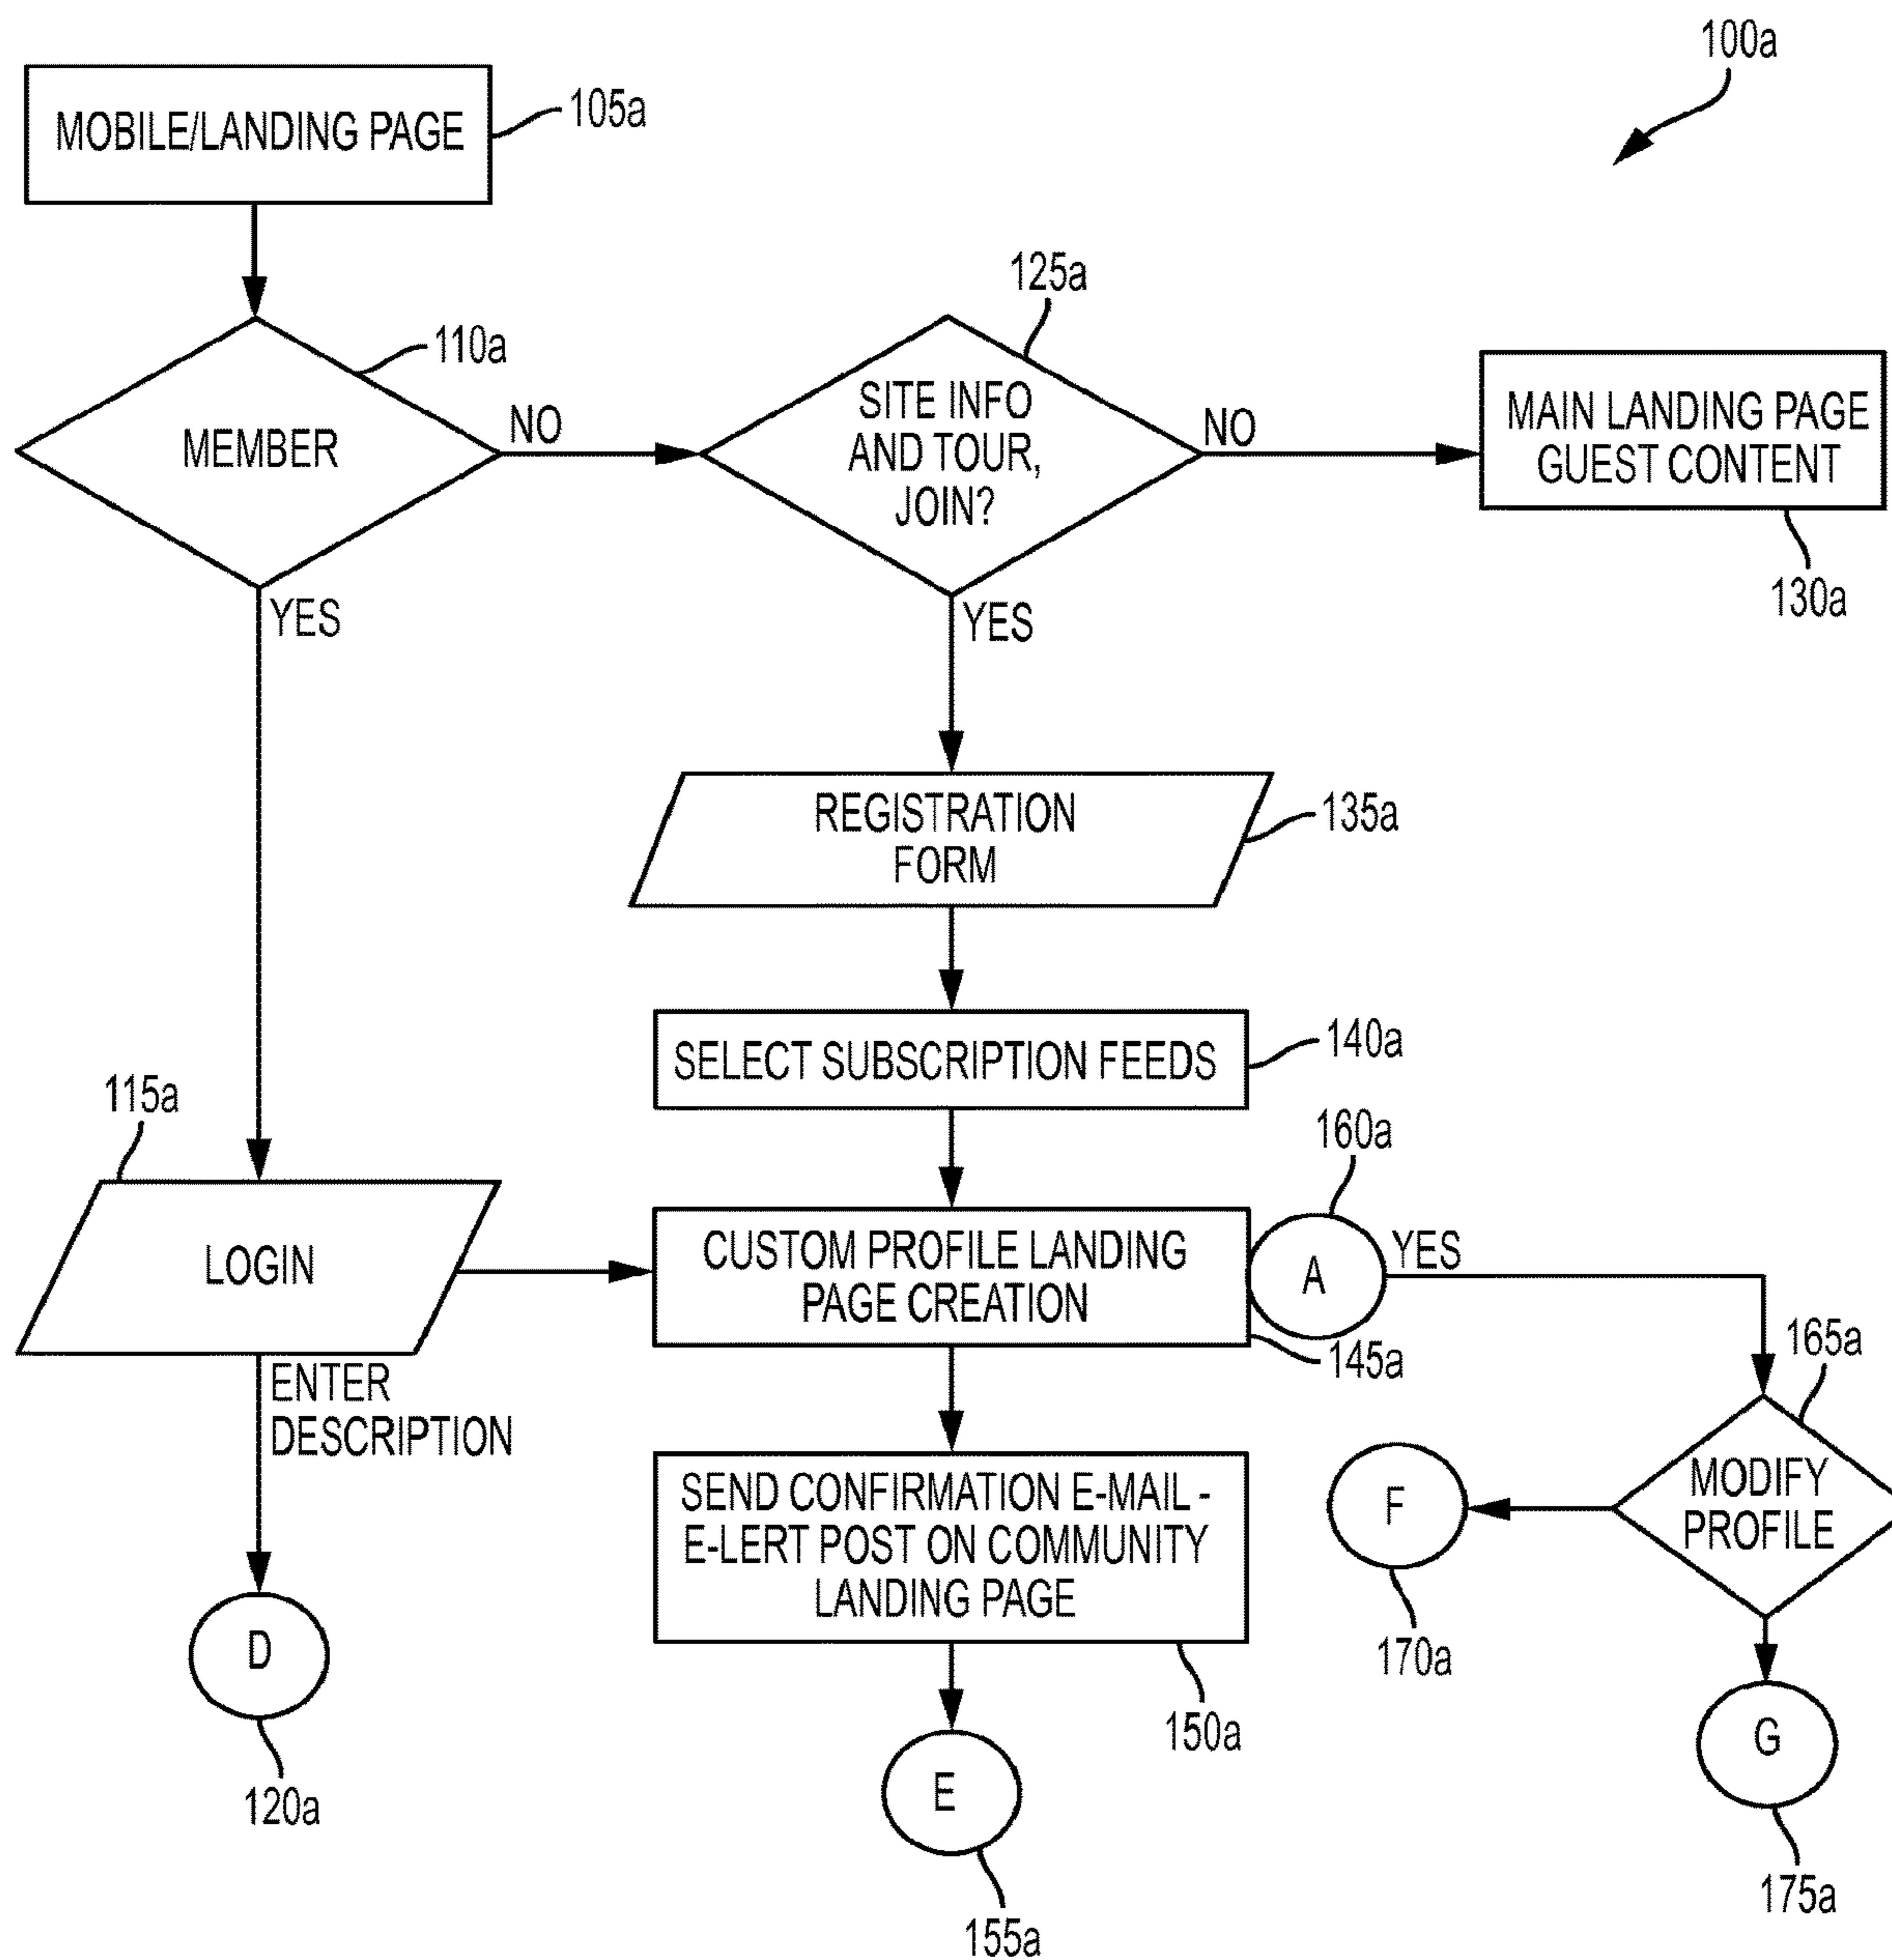 100a
MOBILE/LANDING PAGE
105a
110a
MEMBER
NO
YES
125a
SITE INFO
AND TOUR,
JOIN?
NO
YES
MAIN LANDING PAGE
GUEST CONTENT
130a
REGISTRATION
FORM
135a
SELECT SUBSCRIPTION FEEDS
140a
115a
LOGIN
ENTER
DESCRIPTION
CUSTOM PROFILE LANDING
PAGE CREATION
145a
160a
A
YES
165a
MODIFY
PROFILE
F
170a
G
175a
SEND CONFIRMATION E-MAIL -
E-LERT POST ON COMMUNITY
LANDING PAGE
150a
D
120a
E
155a